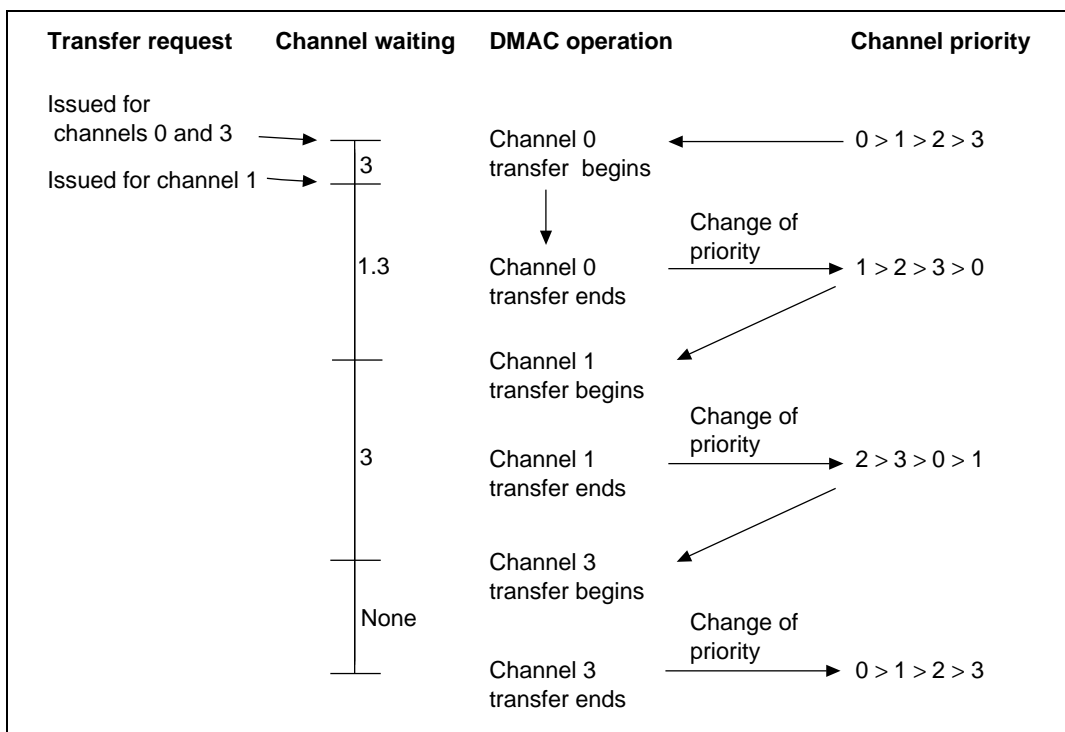 Transfer request Channel waiting DMAC operation Channel priority
Issued for
channels 0 and 3
Channel 0
transfer begins
0 > 1 > 2 > 3
3
Issued for channel 1
Change of
priority
1.3
Channel 0
transfer ends
1 > 2 > 3 > 0
Channel 1
transfer begins
Change of
priority
3
Channel 1
transfer ends
2 > 3 > 0 > 1
Channel 3
transfer begins
None
Change of
priority
Channel 3
transfer ends
0 > 1 > 2 > 3